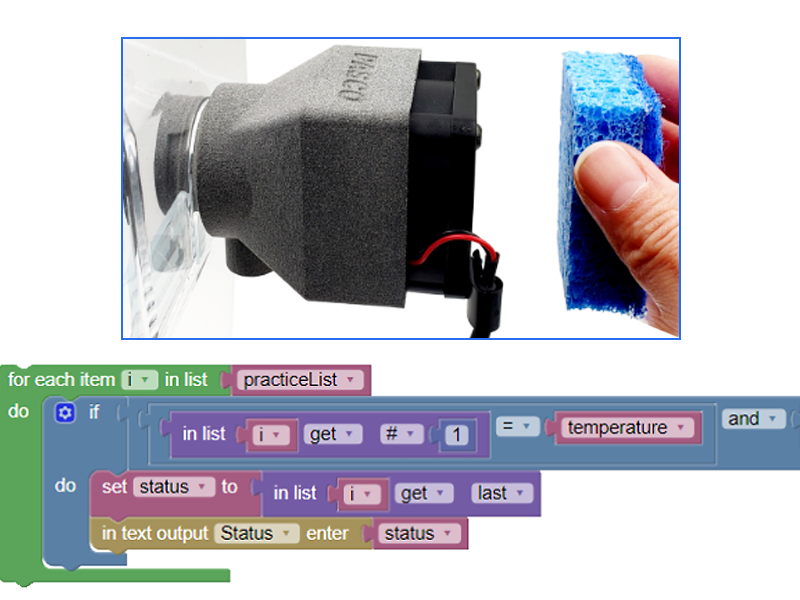 PASCO
for each item i in list practiceList
do if in list i get # 1 = temperature and
do set status to in list i get last
in text output Status enter status